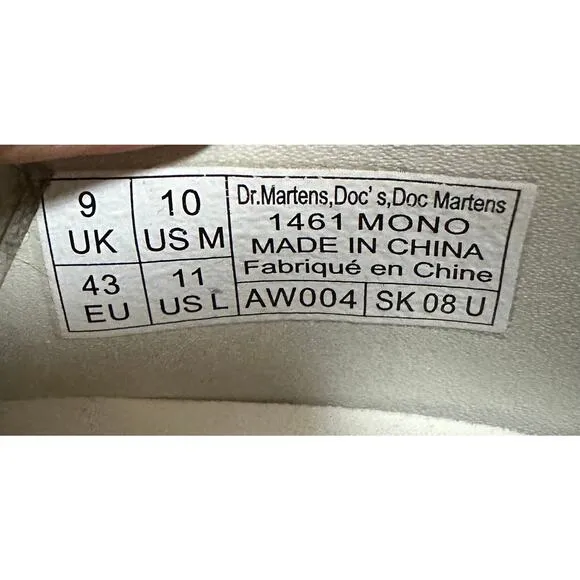 9 UK
10 US M
43 EU
11 US L
Dr.Martens,Doc's,Doc Martens
1461 MONO
MADE IN CHINA
Fabriqué en Chine
AW004 SK 08 U